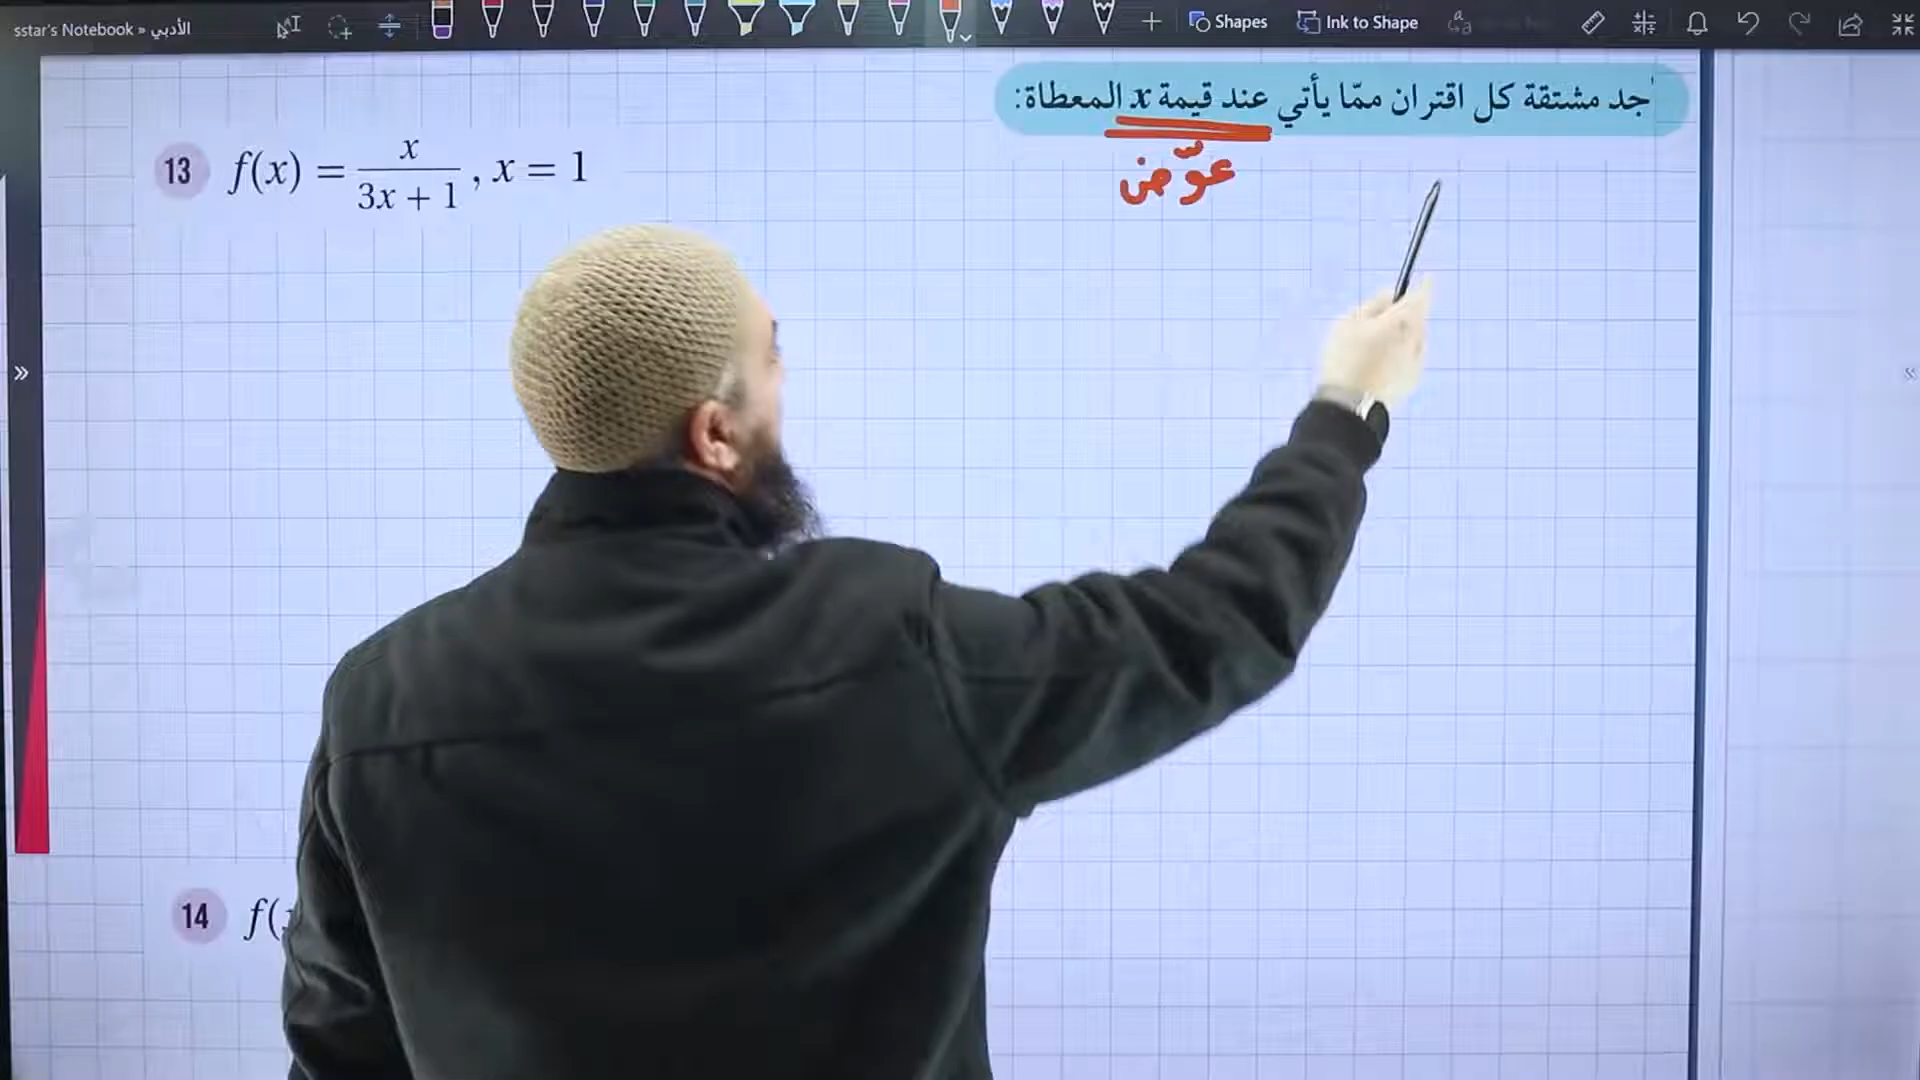 sstar's Notebook » الأدبي
Shapes
Ink to Shape
جد مشتقة كل اقتران ممّا يأتي عند قيمة x المعطاة:
عوّض
13 f(x) = x / 3x + 1 , x = 1
14 f(